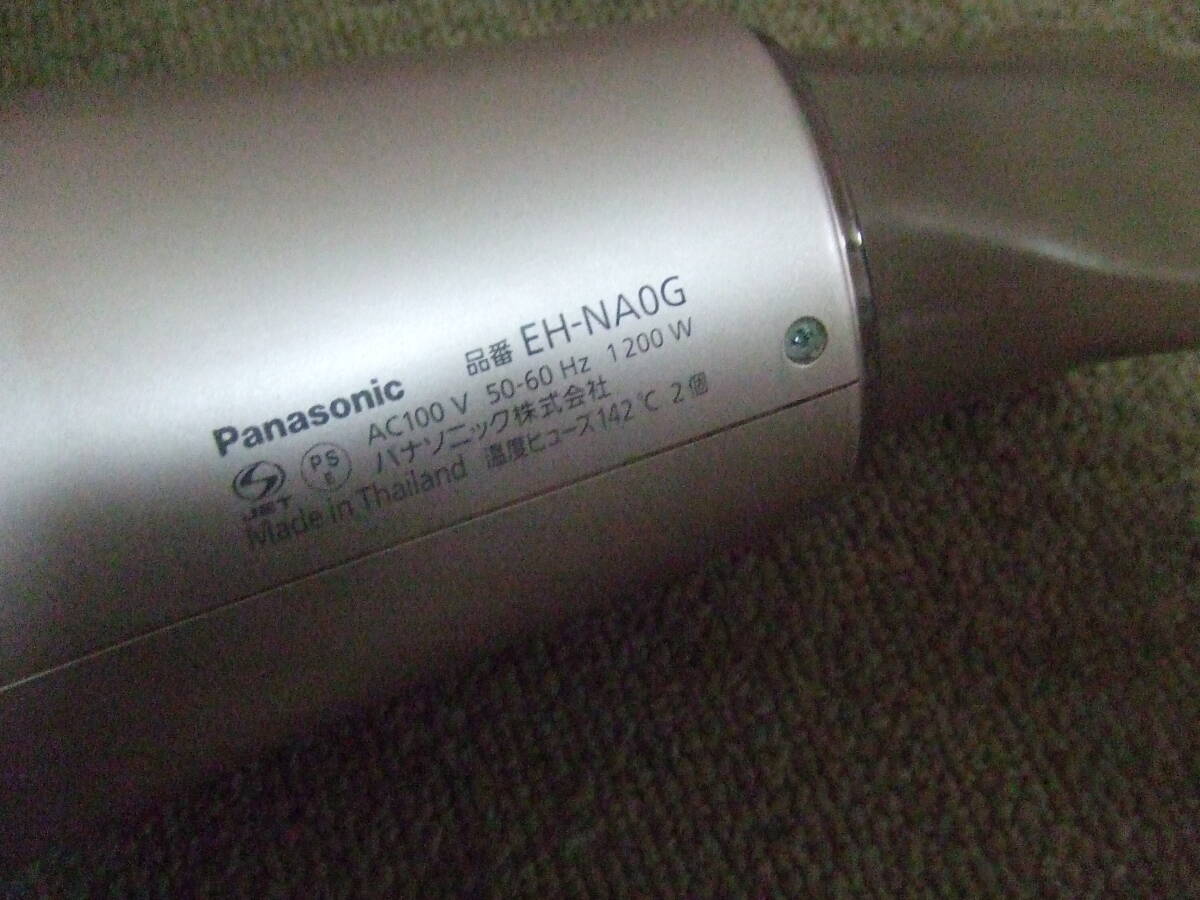 Panasonic 品番 EH-NA0G
AC100 V 50-60 Hz 1200 W
JET PS E パナソニック株式会社
Made in Thailand 温度ヒューズ142℃ 2個